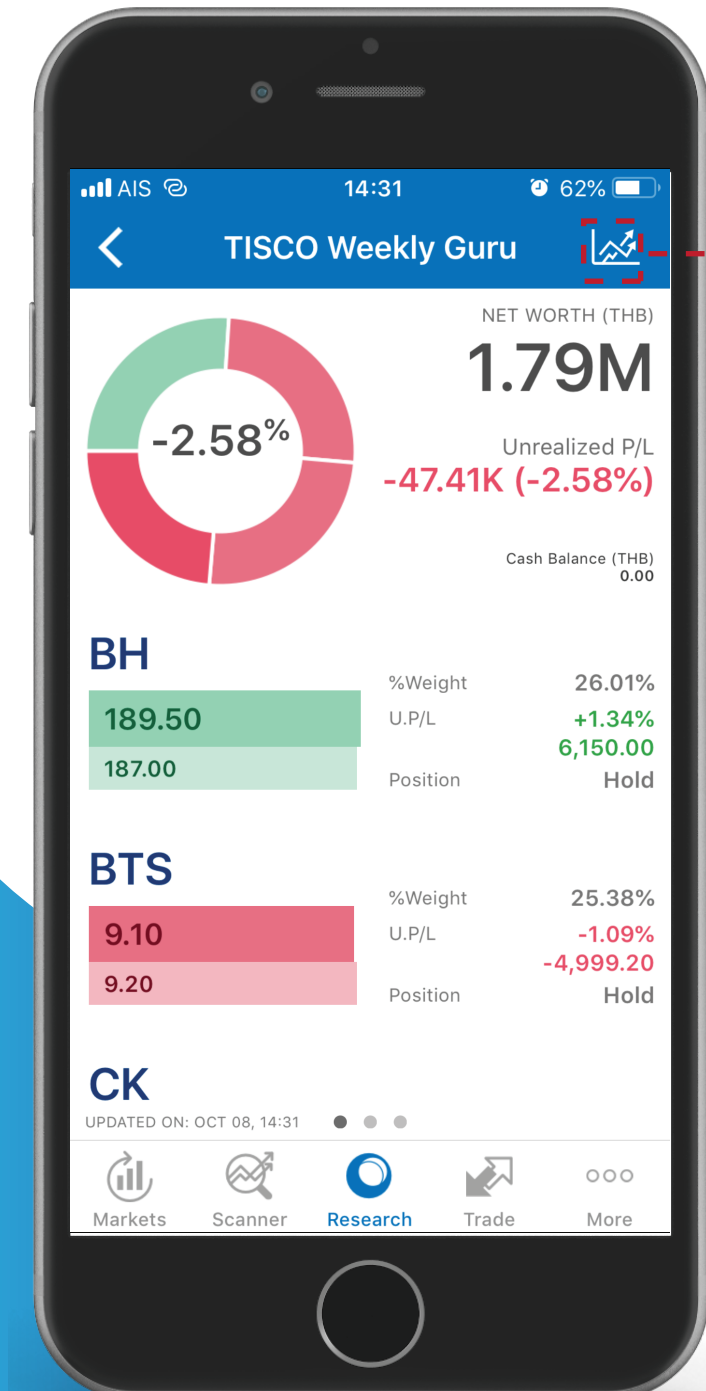 AIS 14:31 62%
TISCO Weekly Guru
NET WORTH (THB)
1.79M
-2.58%
Unrealized P/L
-47.41K (-2.58%)
Cash Balance (THB)
0.00
BH
189.50
187.00
%Weight 26.01%
U.P/L +1.34%
6,150.00
Position Hold
BTS
9.10
9.20
%Weight 25.38%
U.P/L -1.09%
-4,999.20
Position Hold
CK
UPDATED ON: OCT 08, 14:31
Markets Scanner Research Trade More